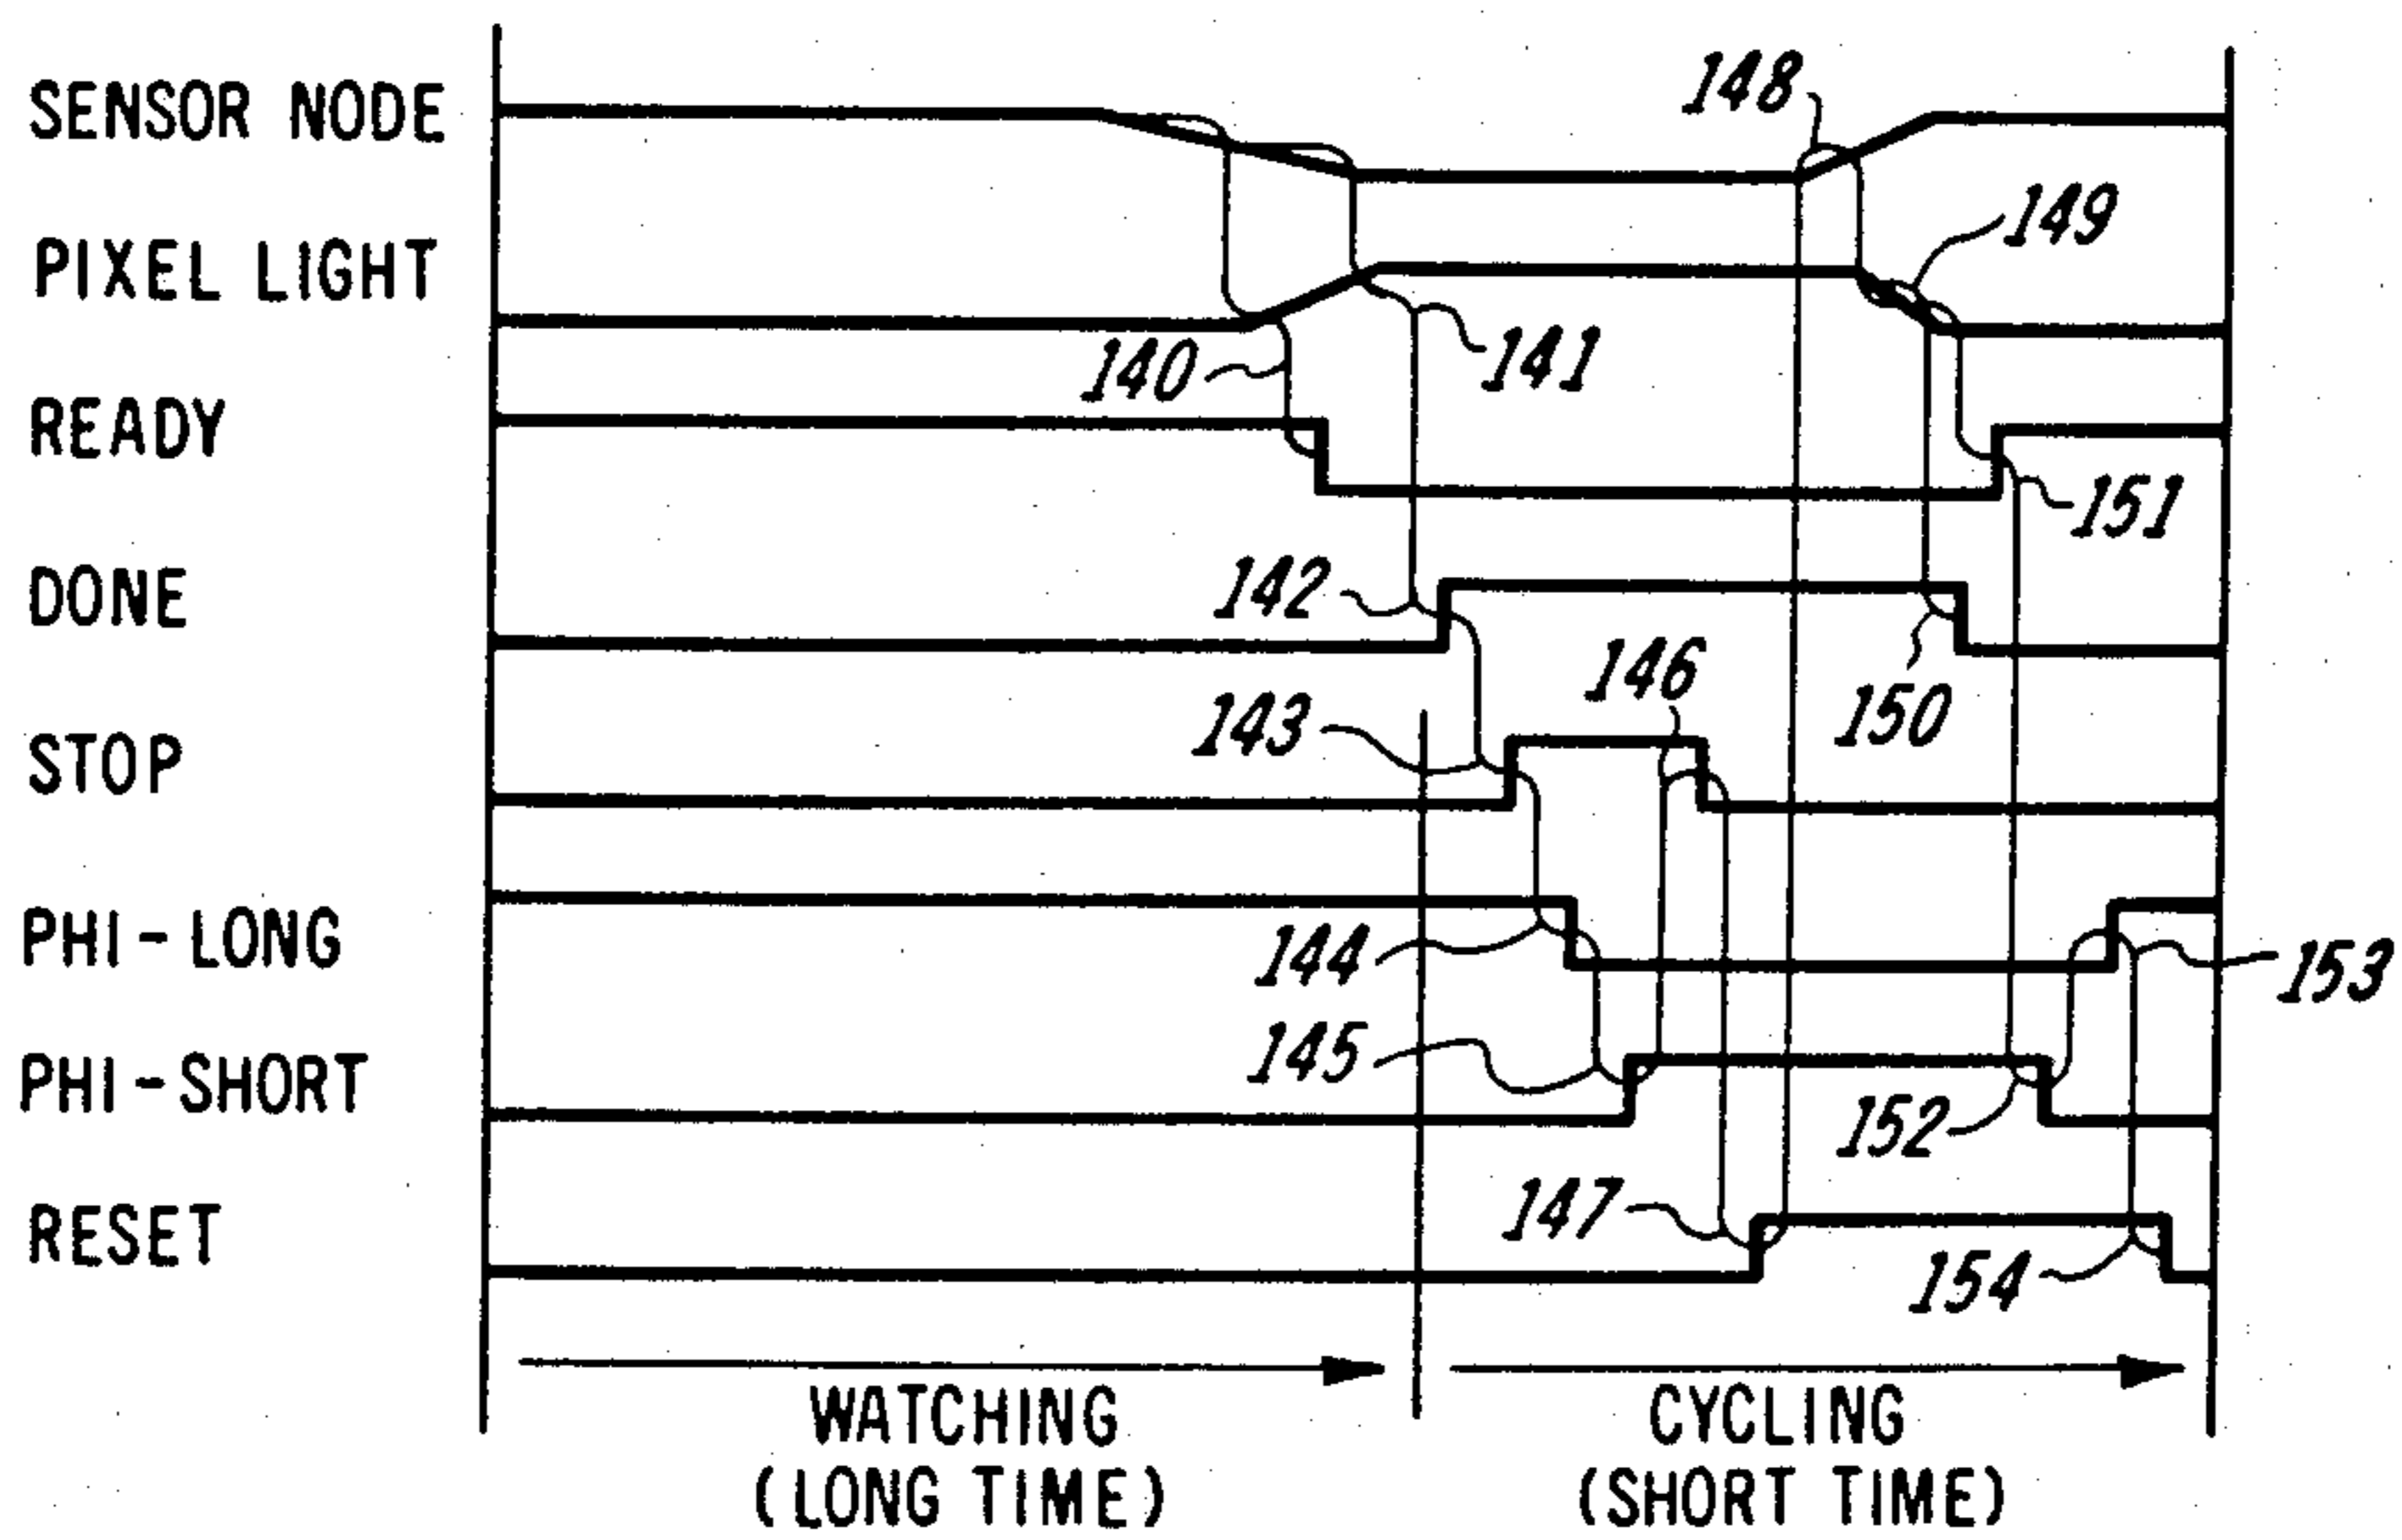 SENSOR NODE
148
PIXEL LIGHT
149
140
141
READY
151
DONE
142
146
150
STOP
143
PHI-LONG
144
153
PHI-SHORT
145
152
RESET
147
154
WATCHING
(LONG TIME)
CYCLING
(SHORT TIME)